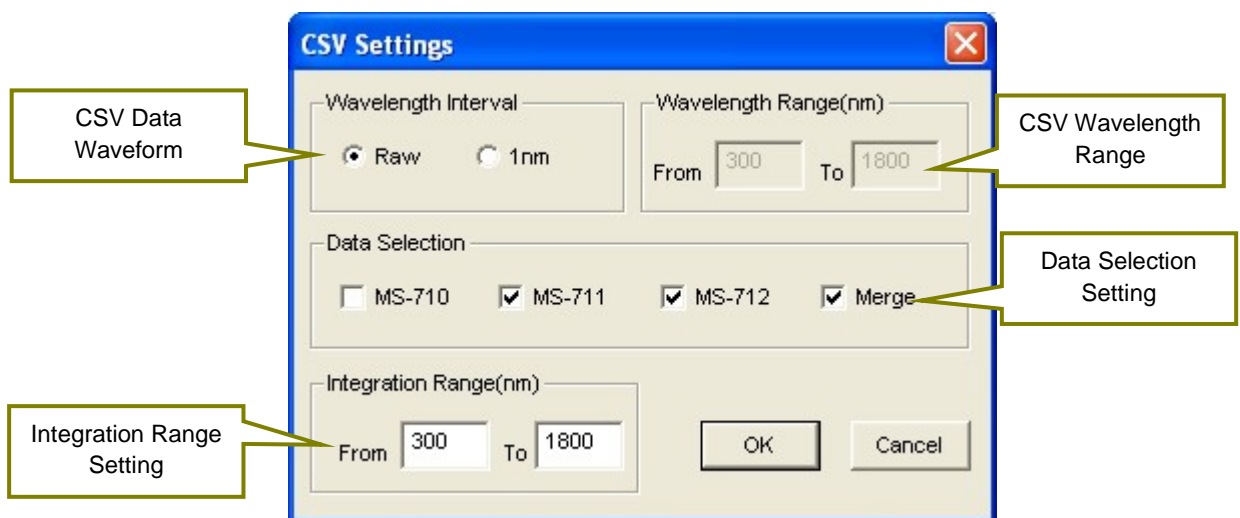 CSV Settings
CSV Data
Waveform
Wavelength Interval
Raw
1nm
Wavelength Range(nm)
From 300 To 1800
CSV Wavelength
Range
Data Selection
MS-710
MS-711
MS-712
Merge
Data Selection
Setting
Integration Range(nm)
From 300 To 1800
Integration Range
Setting
OK
Cancel